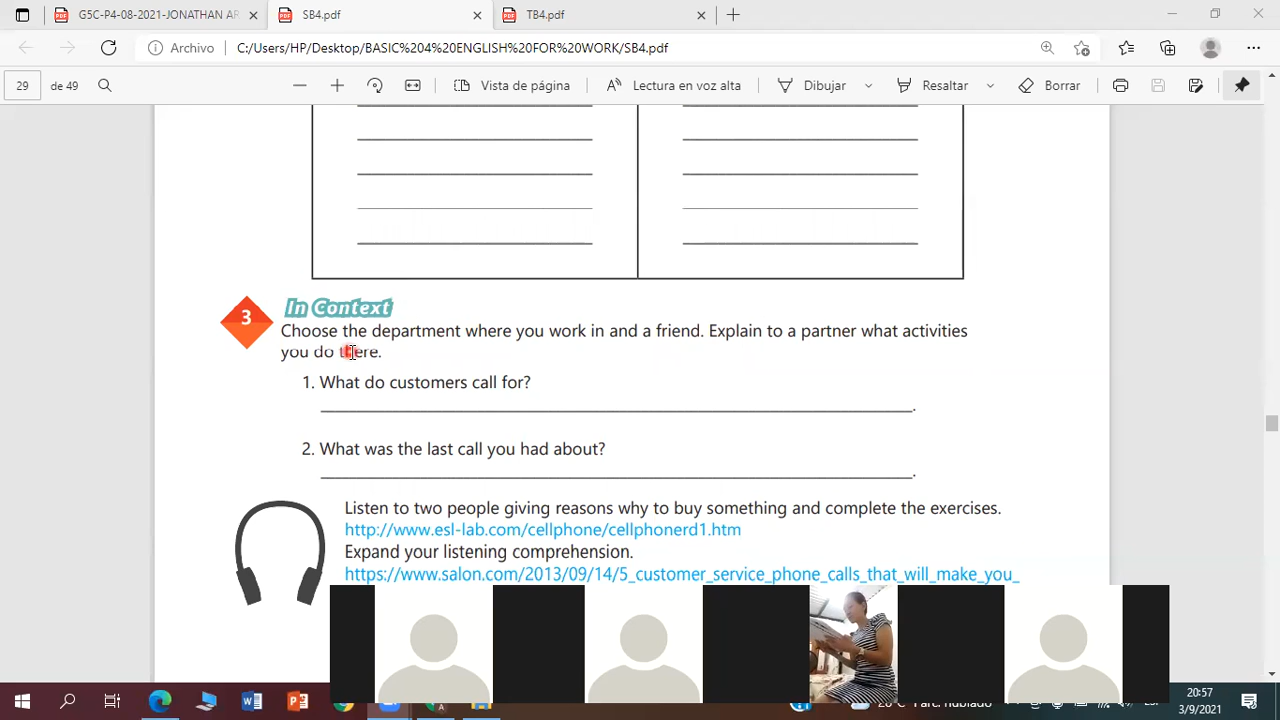 G5C-P4-08-2021-JONATHAN AR
SB4.pdf
TB4.pdf
Archivo
C:/Users/HP/Desktop/BASIC%204%20ENGLISH%20FOR%20WORK/SB4.pdf
29
de 49
Vista de página
Lectura en voz alta
Dibujar
Resaltar
Borrar
3
In Context
Choose the department where you work in and a friend. Explain to a partner what activities
you do there.
1. What do customers call for?
2. What was the last call you had about?
Listen to two people giving reasons why to buy something and complete the exercises.
http://www.esl-lab.com/cellphone/cellphonerd1.htm
Expand your listening comprehension.
https://www.salon.com/2013/09/14/5_customer_service_phone_calls_that_will_make_you_
20:57
3/9/2021